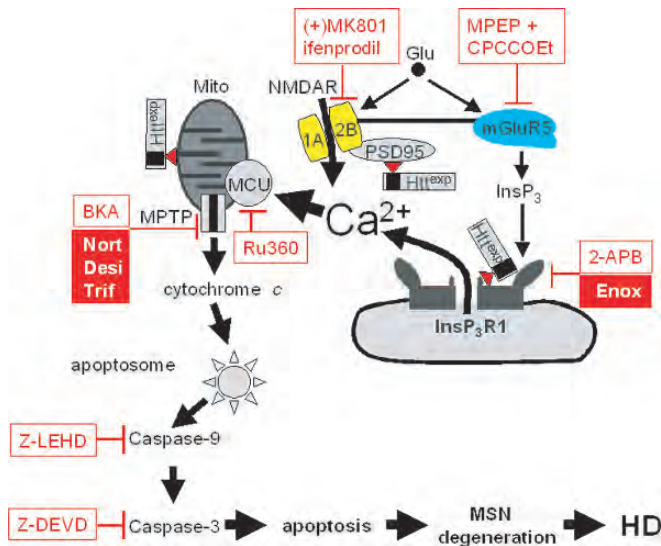 (+)MK801
ifenprodil
MPEP +
CPCCOEt
Glu
Mito
NMDAR
Htt^exp
1A
2B
mGluR5
PSD95
Htt^exp
MCU
InsP₃
BKA
MPTP
Ca²⁺
Nort
Desi
Trif
Ru360
Htt^exp
2-APB
Enox
cytochrome c
InsP₃R1
apoptosome
Z-LEHD
Caspase-9
Z-DEVD
Caspase-3
apoptosis
MSN
degeneration
HD